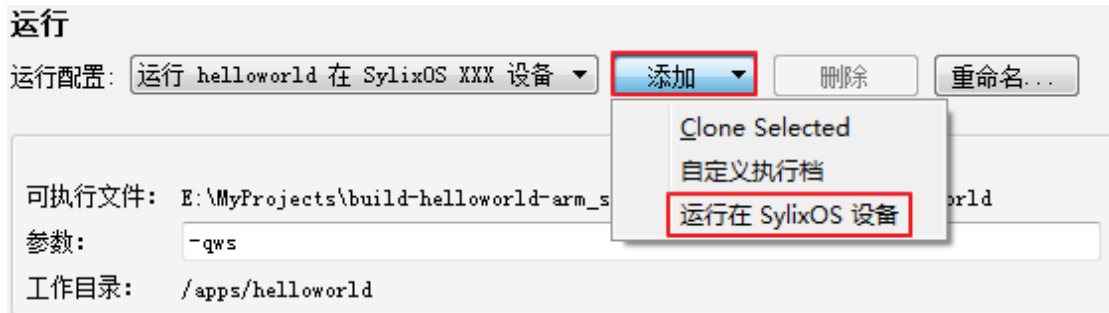 运行
运行配置: 运行 helloworld 在 SylixOS XXX 设备 添加 删除 重命名...
Clone Selected
自定义执行档
可执行文件: E:\MyProjects\build-helloworld-arm_s orld
运行在 SylixOS 设备
参数: -qws
工作目录: /apps/helloworld